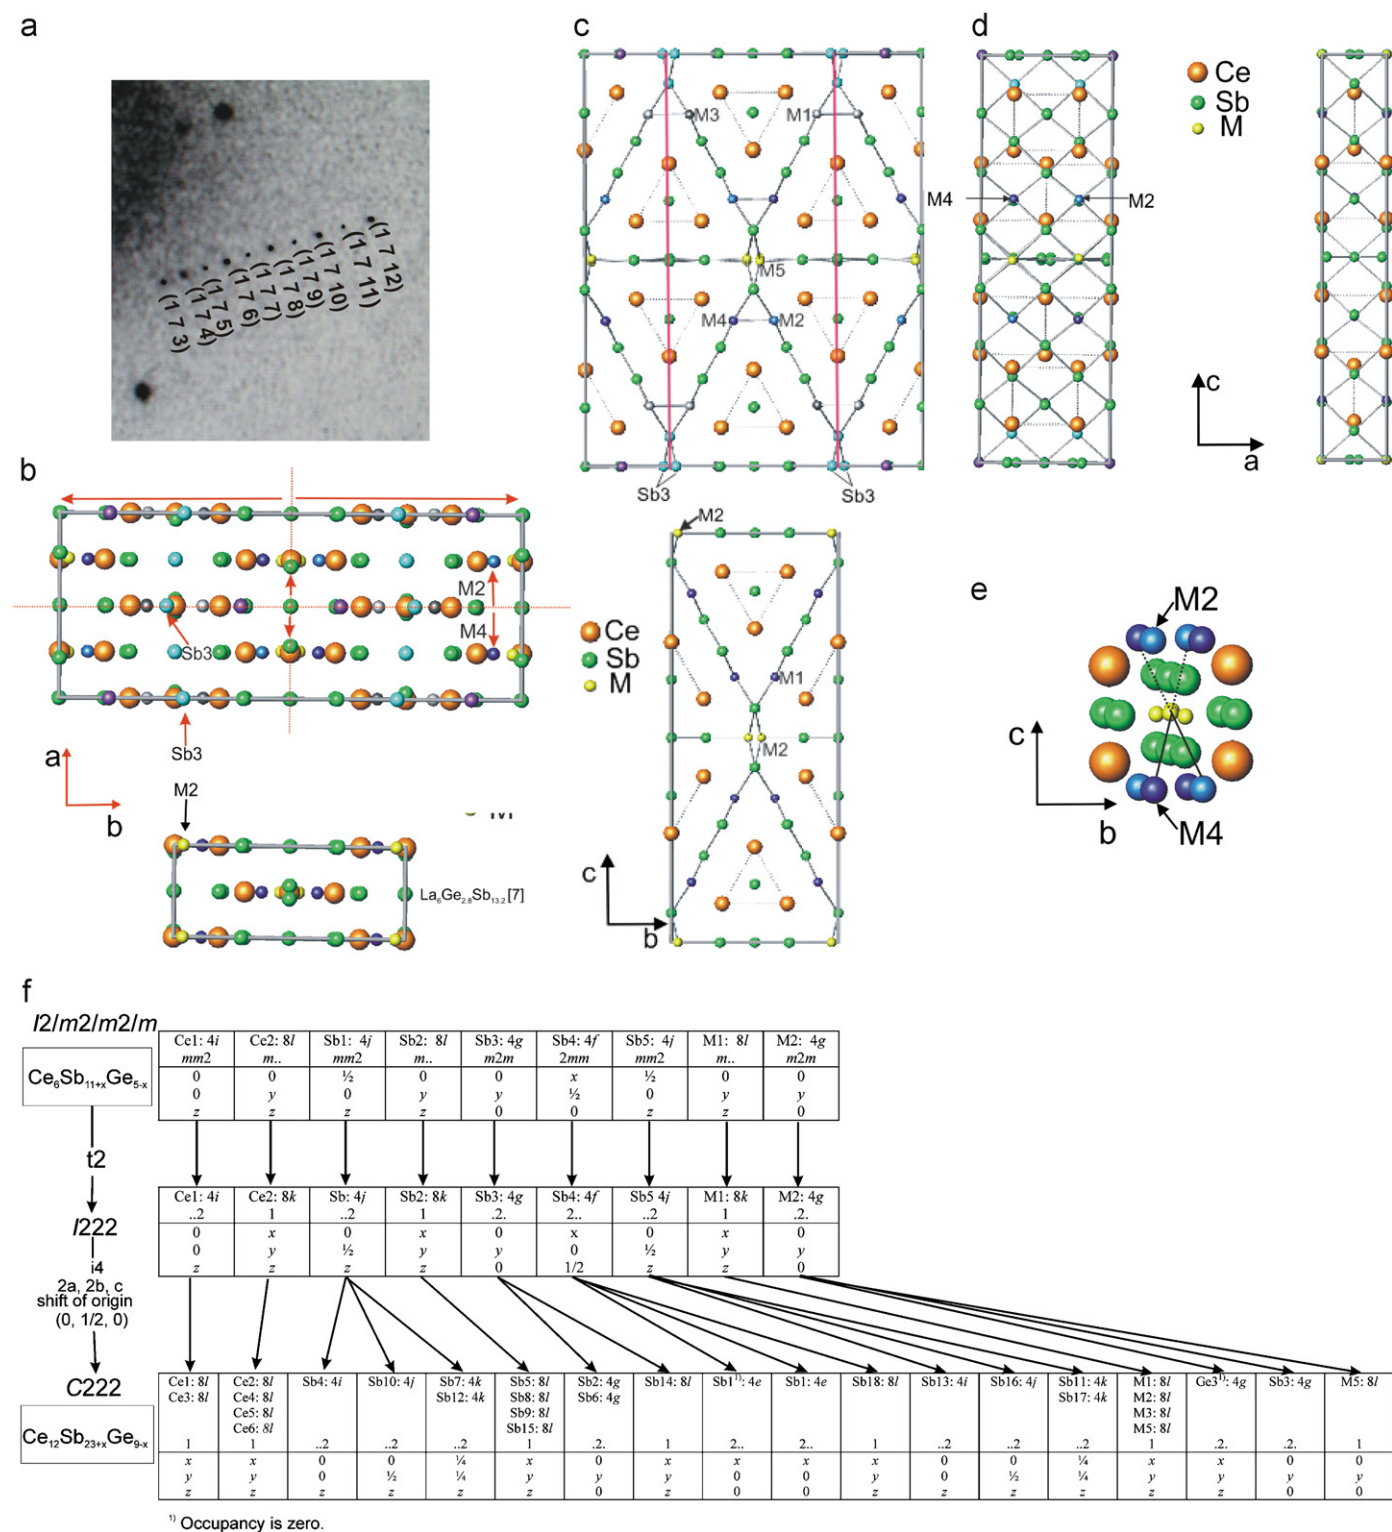 a
(1 7 3)
(1 7 4)
(1 7 5)
(1 7 6)
(1 7 7)
(1 7 8)
(1 7 9)
(1 7 10)
(1 7 11)
(1 7 12)
b
M2
M4
Sb3
Sb3
a
b
M2
La6Ge2.8Sb13.2[7]
c
M3
M1
M5
M4
M2
Sb3
Sb3
M2
Ce
Sb
M
M1
M2
c
b
d
Ce
Sb
M
M4
M2
c
a
e
M2
c
b
M4
f
I2/m2/m2/m
Ce6Sb11+xGe5-x
t2
I222
i4
2a, 2b, c
shift of origin
(0, 1/2, 0)
C222
Ce12Sb23+xGe9-x
Ce1: 4i Ce2: 8l Sb1: 4j Sb2: 8l Sb3: 4g Sb4: 4f Sb5: 4j M1: 8l M2: 4g
mm2 m.. mm2 m.. m2m 2mm mm2 m.. m2m
0 0 ½ 0 0 x ½ 0 0
0 y 0 y y ½ 0 y y
z z z z 0 0 z z 0
Ce1: 4i Ce2: 8k Sb: 4j Sb2: 8k Sb3: 4g Sb4: 4f Sb5 4j M1: 8k M2: 4g
..2 1 ..2 1 .2. 2.. ..2 1 .2.
0 x 0 x 0 x 0 x 0
0 y ½ y y 0 ½ y y
z z z z 0 1/2 z z 0
Ce1: 8l Ce2: 8l Sb4: 4i Sb10: 4j Sb7: 4k Sb5: 8l Sb2: 4g Sb14: 8l Sb1¹⁾: 4e Sb1: 4e Sb18: 8l Sb13: 4i Sb16: 4j Sb11: 4k M1: 8l Ge3¹⁾: 4g Sb3: 4g M5: 8l
Ce3: 8l Ce4: 8l Sb12: 4k Sb8: 8l Sb6: 4g Sb17: 4k M2: 8l
Ce5: 8l Sb9: 8l M3: 8l
Ce6: 8l Sb15: 8l M5: 8l
1 1 ..2 ..2 ..2 1 .2. 1 2.. 2.. 1 ..2 ..2 ..2 1 .2. .2. 1
x x 0 0 ¼ x 0 x x x x 0 0 ¼ x x 0 0
y y 0 ½ ¼ y y y 0 0 y 0 ½ ¼ y y y y
z z z z z z 0 z 0 0 z z z z z z 0 z
¹⁾ Occupancy is zero.